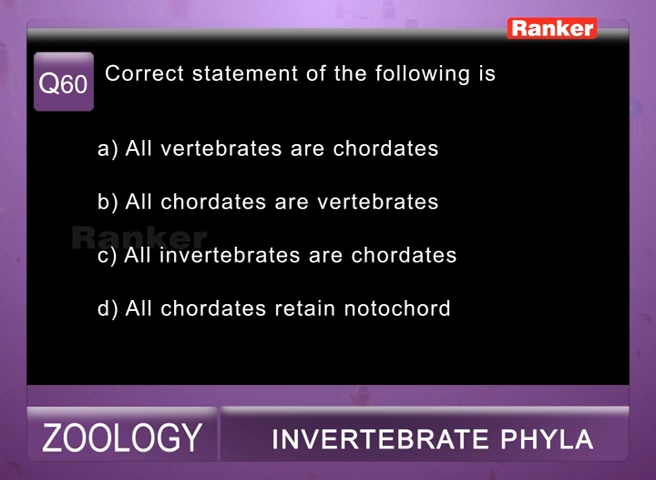 Ranker
Q60 Correct statement of the following is
a) All vertebrates are chordates
b) All chordates are vertebrates
Ranker
c) All invertebrates are chordates
d) All chordates retain notochord
ZOOLOGY INVERTEBRATE PHYLA